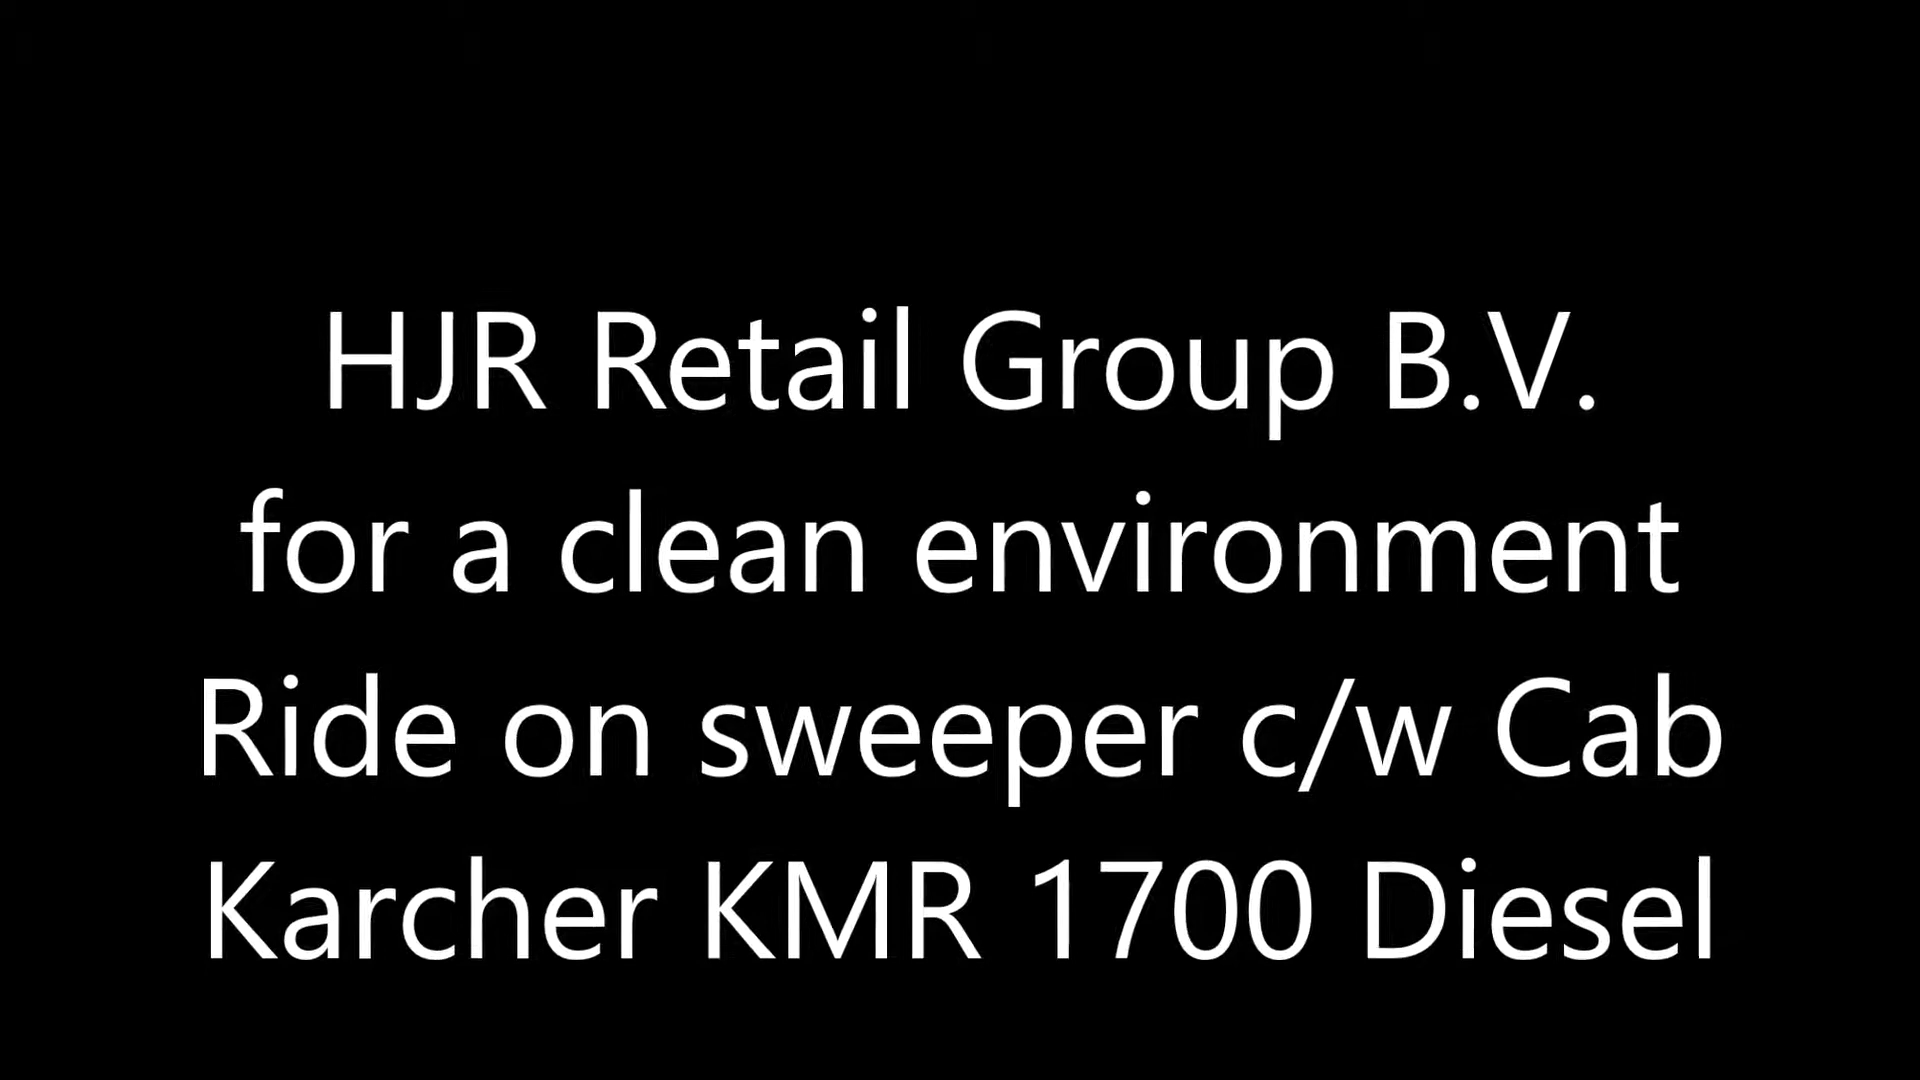 HJR Retail Group B.V.
for a clean environment
Ride on sweeper c/w Cab
Karcher KMR 1700 Diesel